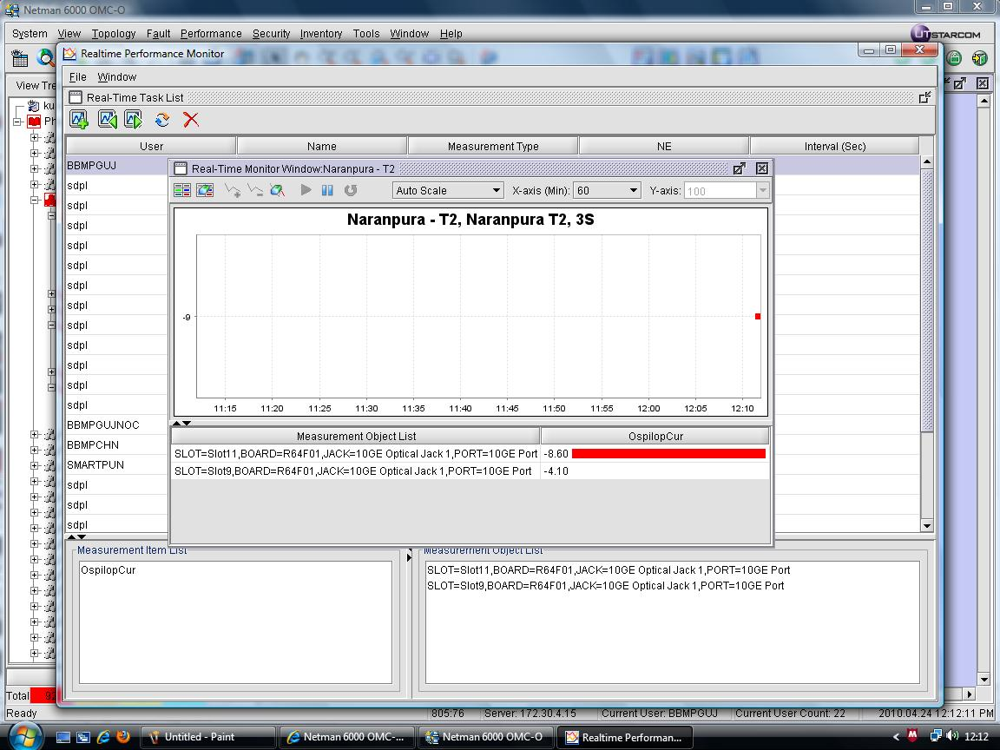 Netman 6000 OMC-O
System View Topology Fault Performance Security Inventory Tools Window Help
UTSTARCOM
Realtime Performance Monitor
File Window
View Tre
Real-Time Task List
User Name Measurement Type NE Interval (Sec)
BBMPGUJ
sdpl
sdpl
sdpl
sdpl
sdpl
sdpl
sdpl
sdpl
sdpl
sdpl
sdpl
sdpl
BBMPGUJNOC
BBMPCHN
SMARTPUN
sdpl
sdpl
sdpl
Real-Time Monitor Window:Naranpura - T2
Auto Scale X-axis (Min): 60 Y-axis: 100
Naranpura - T2, Naranpura T2, 3S
-9
11:15 11:20 11:25 11:30 11:35 11:40 11:45 11:50 11:55 12:00 12:05 12:10
Measurement Object List OspilopCur
SLOT=Slot11,BOARD=R64F01,JACK=10GE Optical Jack 1,PORT=10GE Port -8.60
SLOT=Slot9,BOARD=R64F01,JACK=10GE Optical Jack 1,PORT=10GE Port -4.10
Measurement Item List Measurement Object List
OspilopCur
SLOT=Slot11,BOARD=R64F01,JACK=10GE Optical Jack 1,PORT=10GE Port
SLOT=Slot9,BOARD=R64F01,JACK=10GE Optical Jack 1,PORT=10GE Port
Total
Ready 805:76 Server: 172.30.4.15 Current User: BBMPGUJ Current User Count: 22 2010.04.24 12:12:11 PM
Untitled - Paint Netman 6000 OMC-... Netman 6000 OMC-O Realtime Performan... 12:12